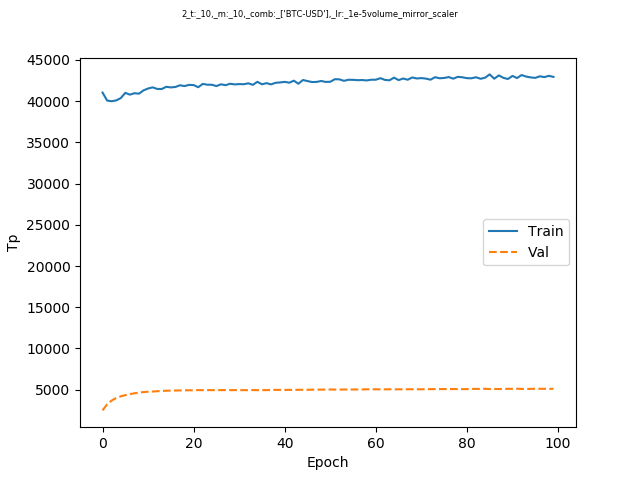 2_t:_10,_m:_10,_comb:_['BTC-USD'],_lr:_1e-5volume_mirror_scaler
45000
40000
35000
30000
25000
20000
15000
10000
5000
Tp
Train
Val
0 20 40 60 80 100
Epoch